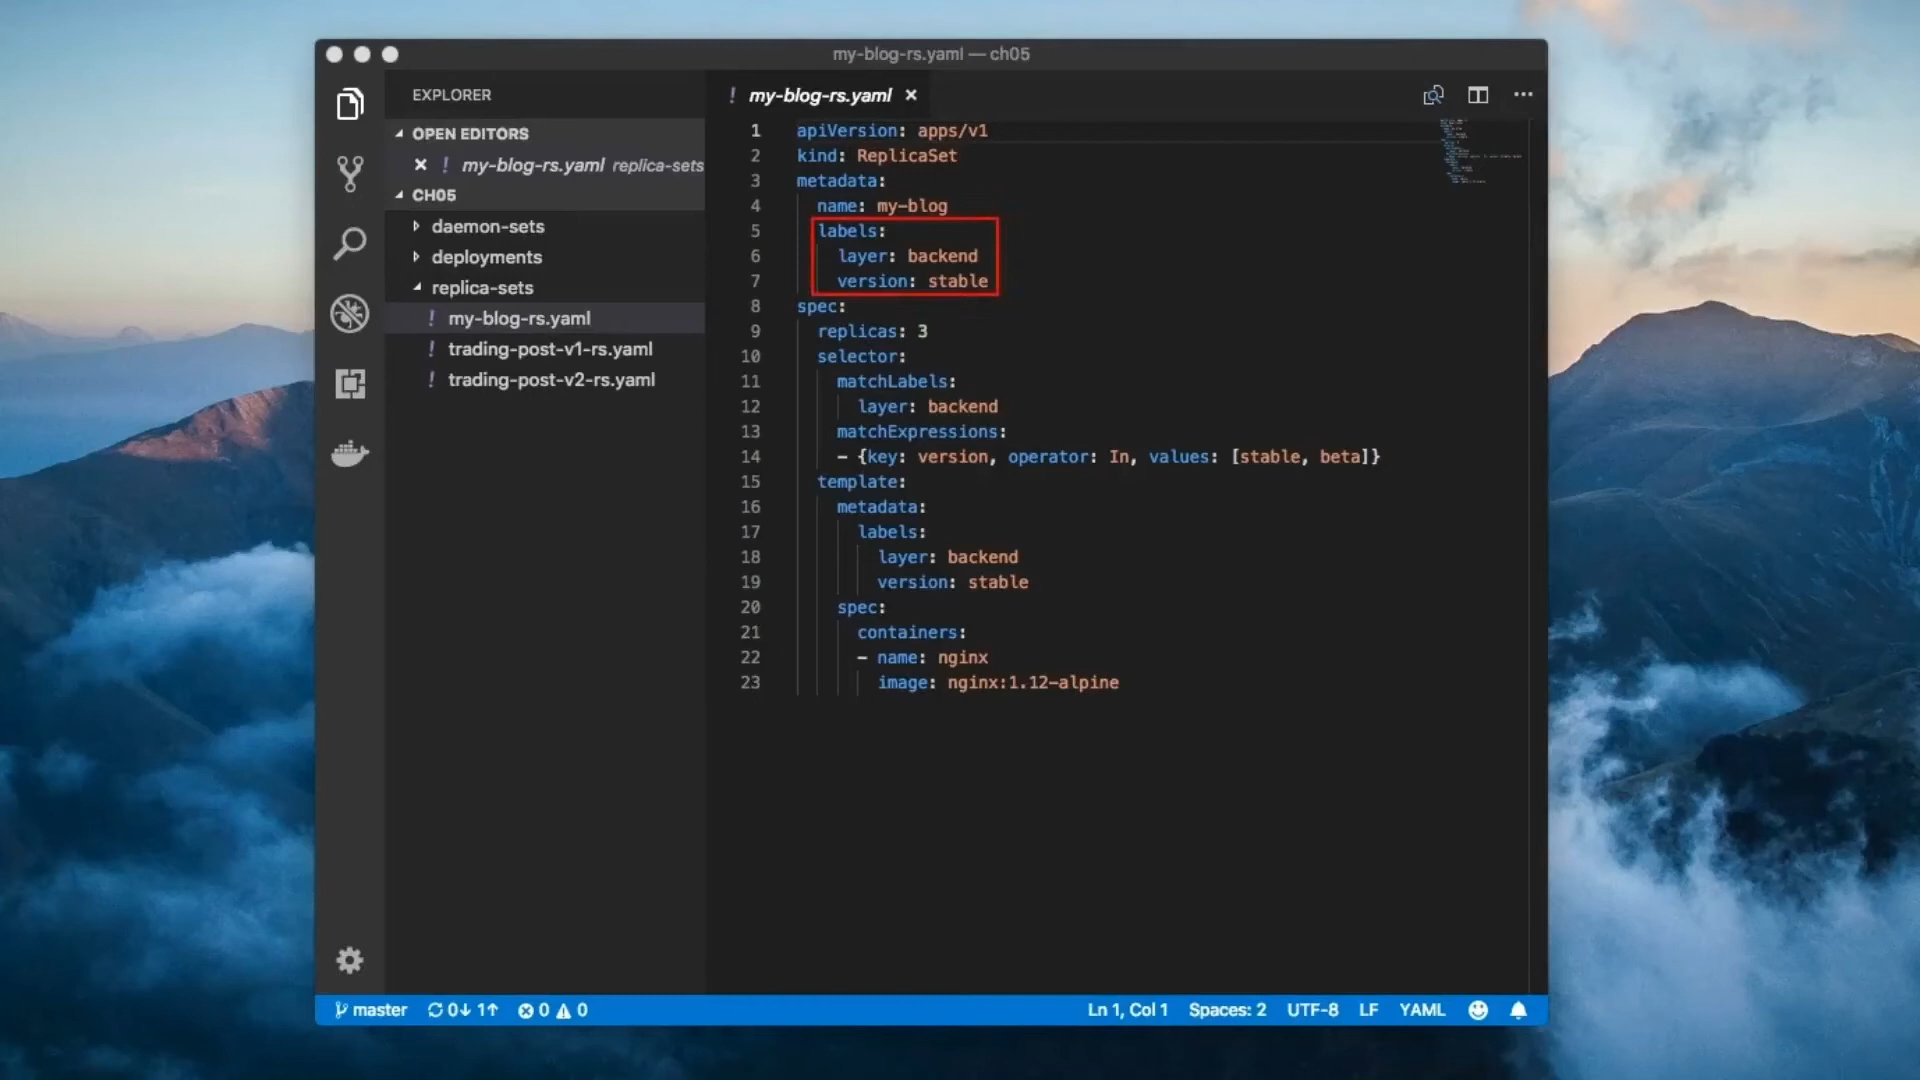 my-blog-rs.yaml — ch05
EXPLORER
OPEN EDITORS
my-blog-rs.yaml replica-sets
CH05
daemon-sets
deployments
replica-sets
! my-blog-rs.yaml
! trading-post-v1-rs.yaml
! trading-post-v2-rs.yaml
! my-blog-rs.yaml
1 apiVersion: apps/v1
2 kind: ReplicaSet
3 metadata:
4 name: my-blog
5 labels:
6 layer: backend
7 version: stable
8 spec:
9 replicas: 3
10 selector:
11 matchLabels:
12 layer: backend
13 matchExpressions:
14 - {key: version, operator: In, values: [stable, beta]}
15 template:
16 metadata:
17 labels:
18 layer: backend
19 version: stable
20 spec:
21 containers:
22 - name: nginx
23 image: nginx:1.12-alpine
master 0↓ 1↑ 0 0 Ln 1, Col 1 Spaces: 2 UTF-8 LF YAML